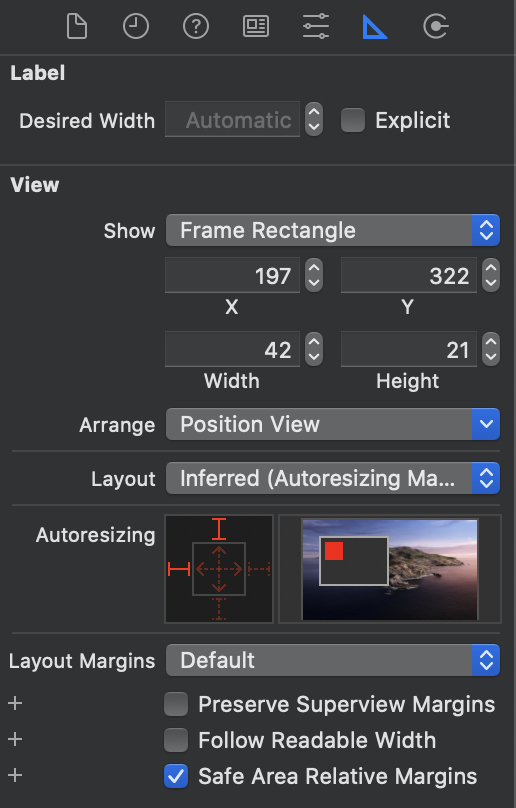 Label
Desired Width Automatic Explicit
View
Show Frame Rectangle
197 322
X Y
42 21
Width Height
Arrange Position View
Layout Inferred (Autoresizing Ma...
Autoresizing
Layout Margins Default
+ Preserve Superview Margins
+ Follow Readable Width
+ Safe Area Relative Margins